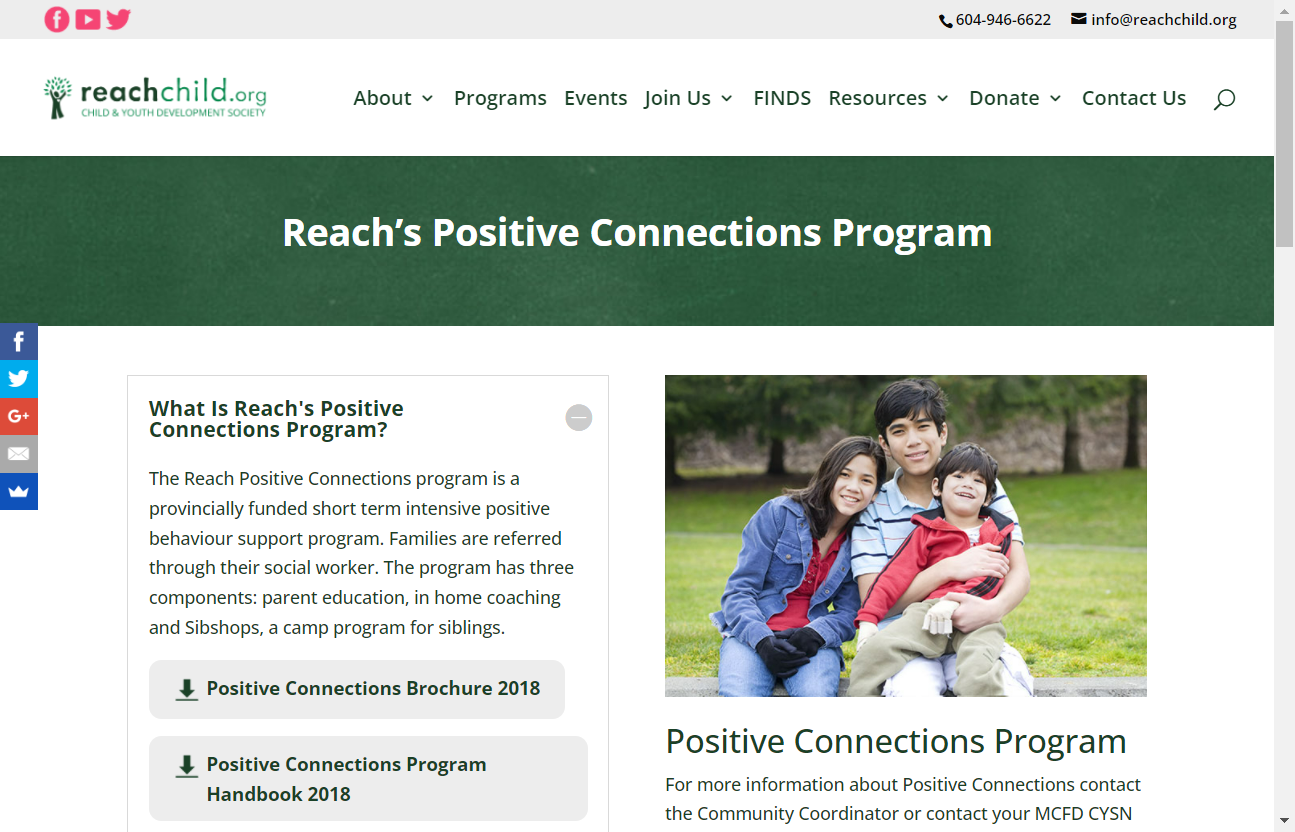 604-946-6622 info@reachchild.org
reachchild.org
CHILD & YOUTH DEVELOPMENT SOCIETY
About Programs Events Join Us FINDS Resources Donate Contact Us
Reach’s Positive Connections Program
What Is Reach's Positive
Connections Program?
The Reach Positive Connections program is a
provincially funded short term intensive positive
behaviour support program. Families are referred
through their social worker. The program has three
components: parent education, in home coaching
and Sibshops, a camp program for siblings.
Positive Connections Brochure 2018
Positive Connections Program
Handbook 2018
Positive Connections Program
For more information about Positive Connections contact
the Community Coordinator or contact your MCFD CYSN